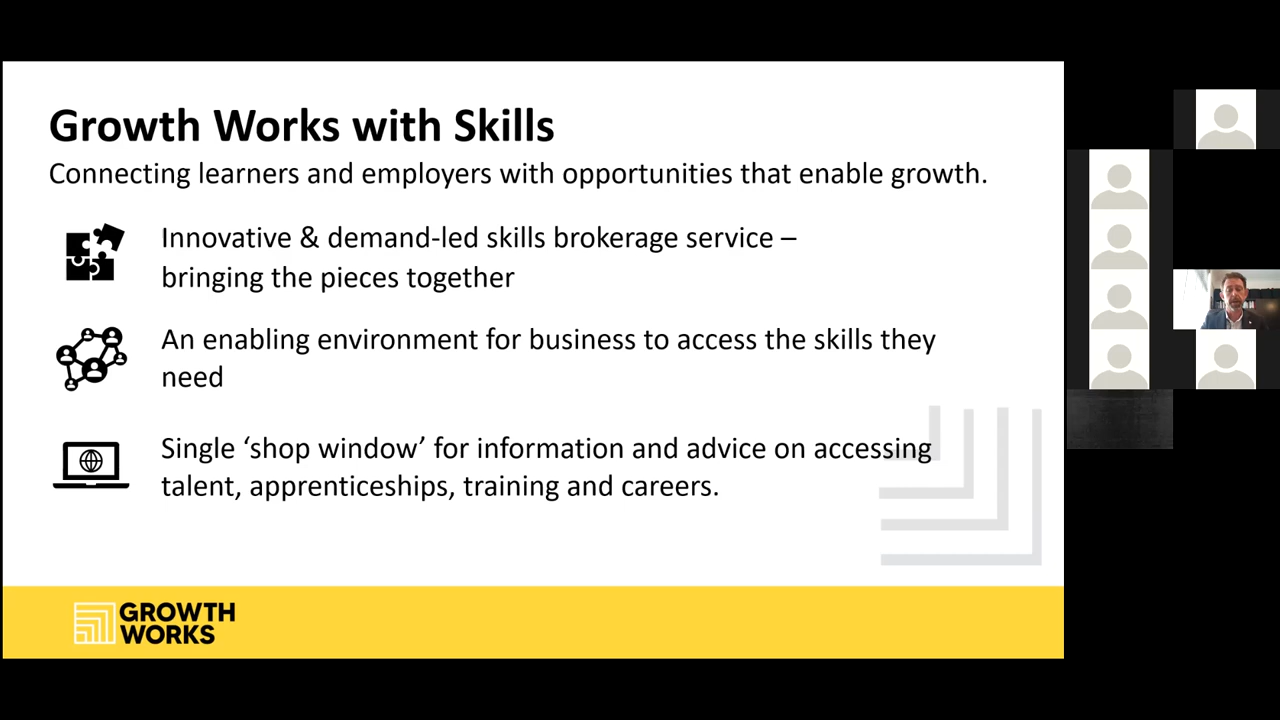 Growth Works with Skills
Connecting learners and employers with opportunities that enable growth.
Innovative & demand-led skills brokerage service –
bringing the pieces together
An enabling environment for business to access the skills they
need
Single ‘shop window’ for information and advice on accessing
talent, apprenticeships, training and careers.
GROWTH
WORKS